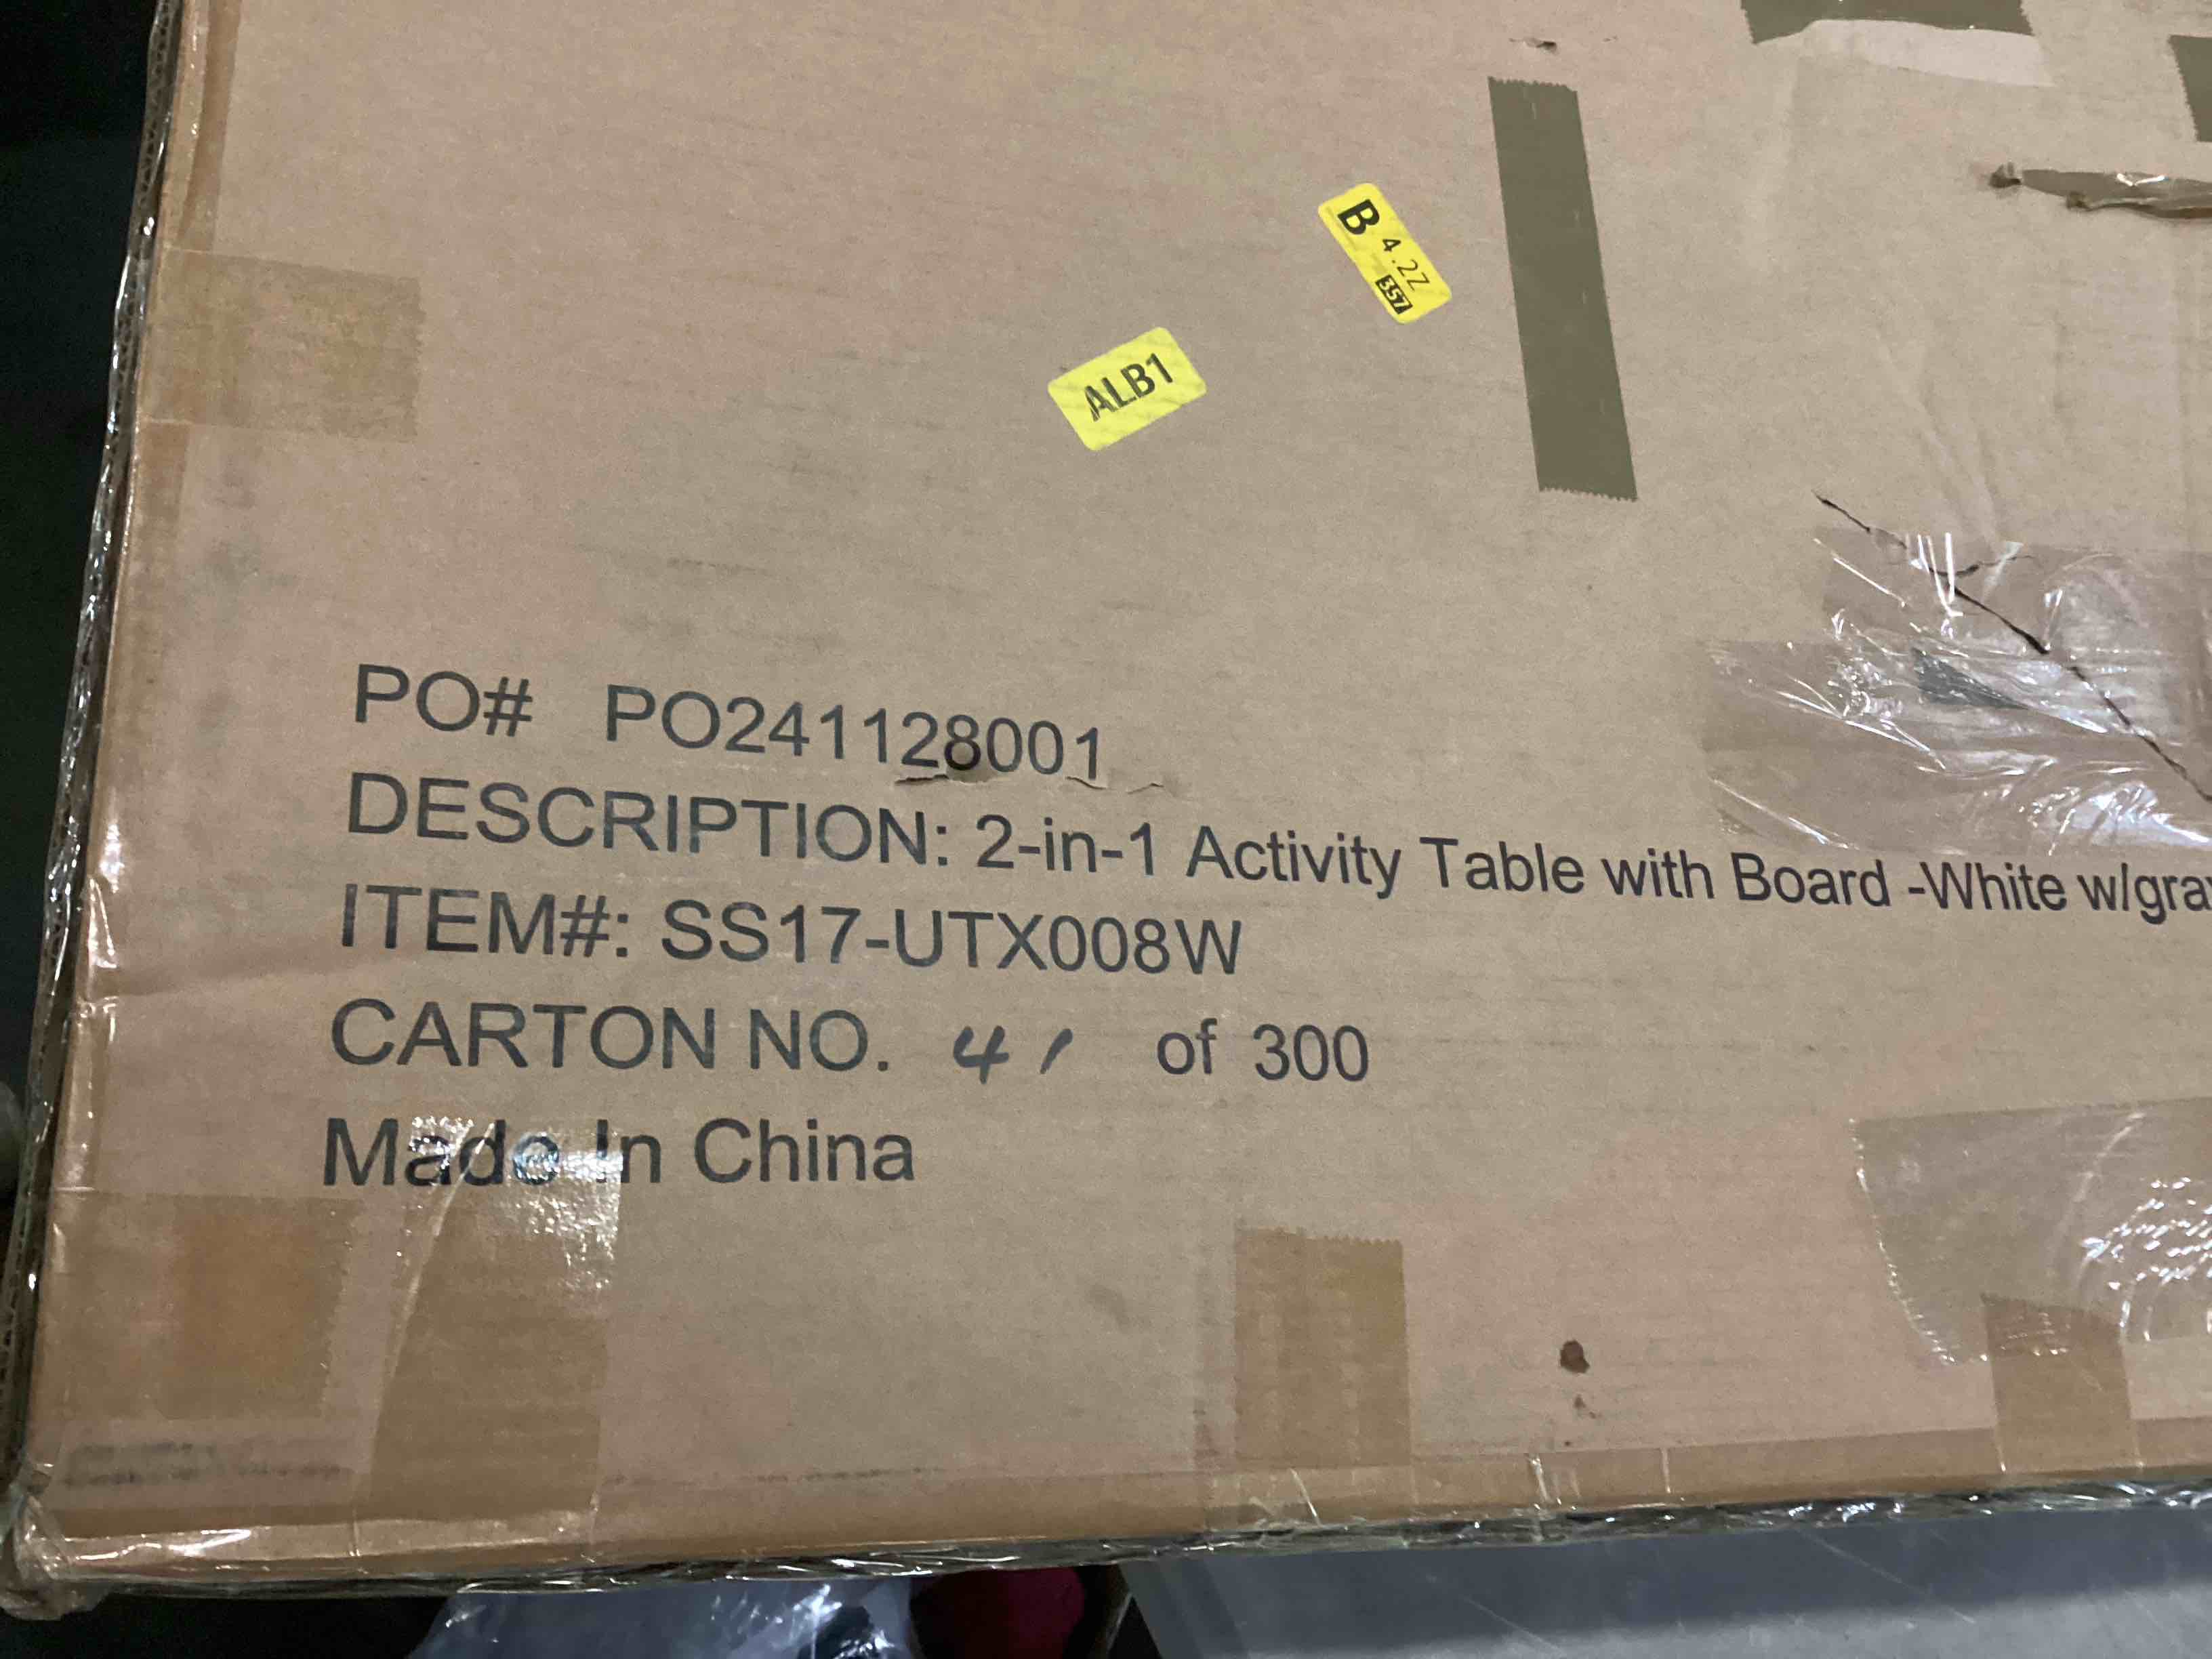 B 4.2Z 357
ALB1
PO# PO241128001
DESCRIPTION: 2-in-1 Activity Table with Board -White w/gra
ITEM#: SS17-UTX008W
CARTON NO. 41 of 300
Made In China